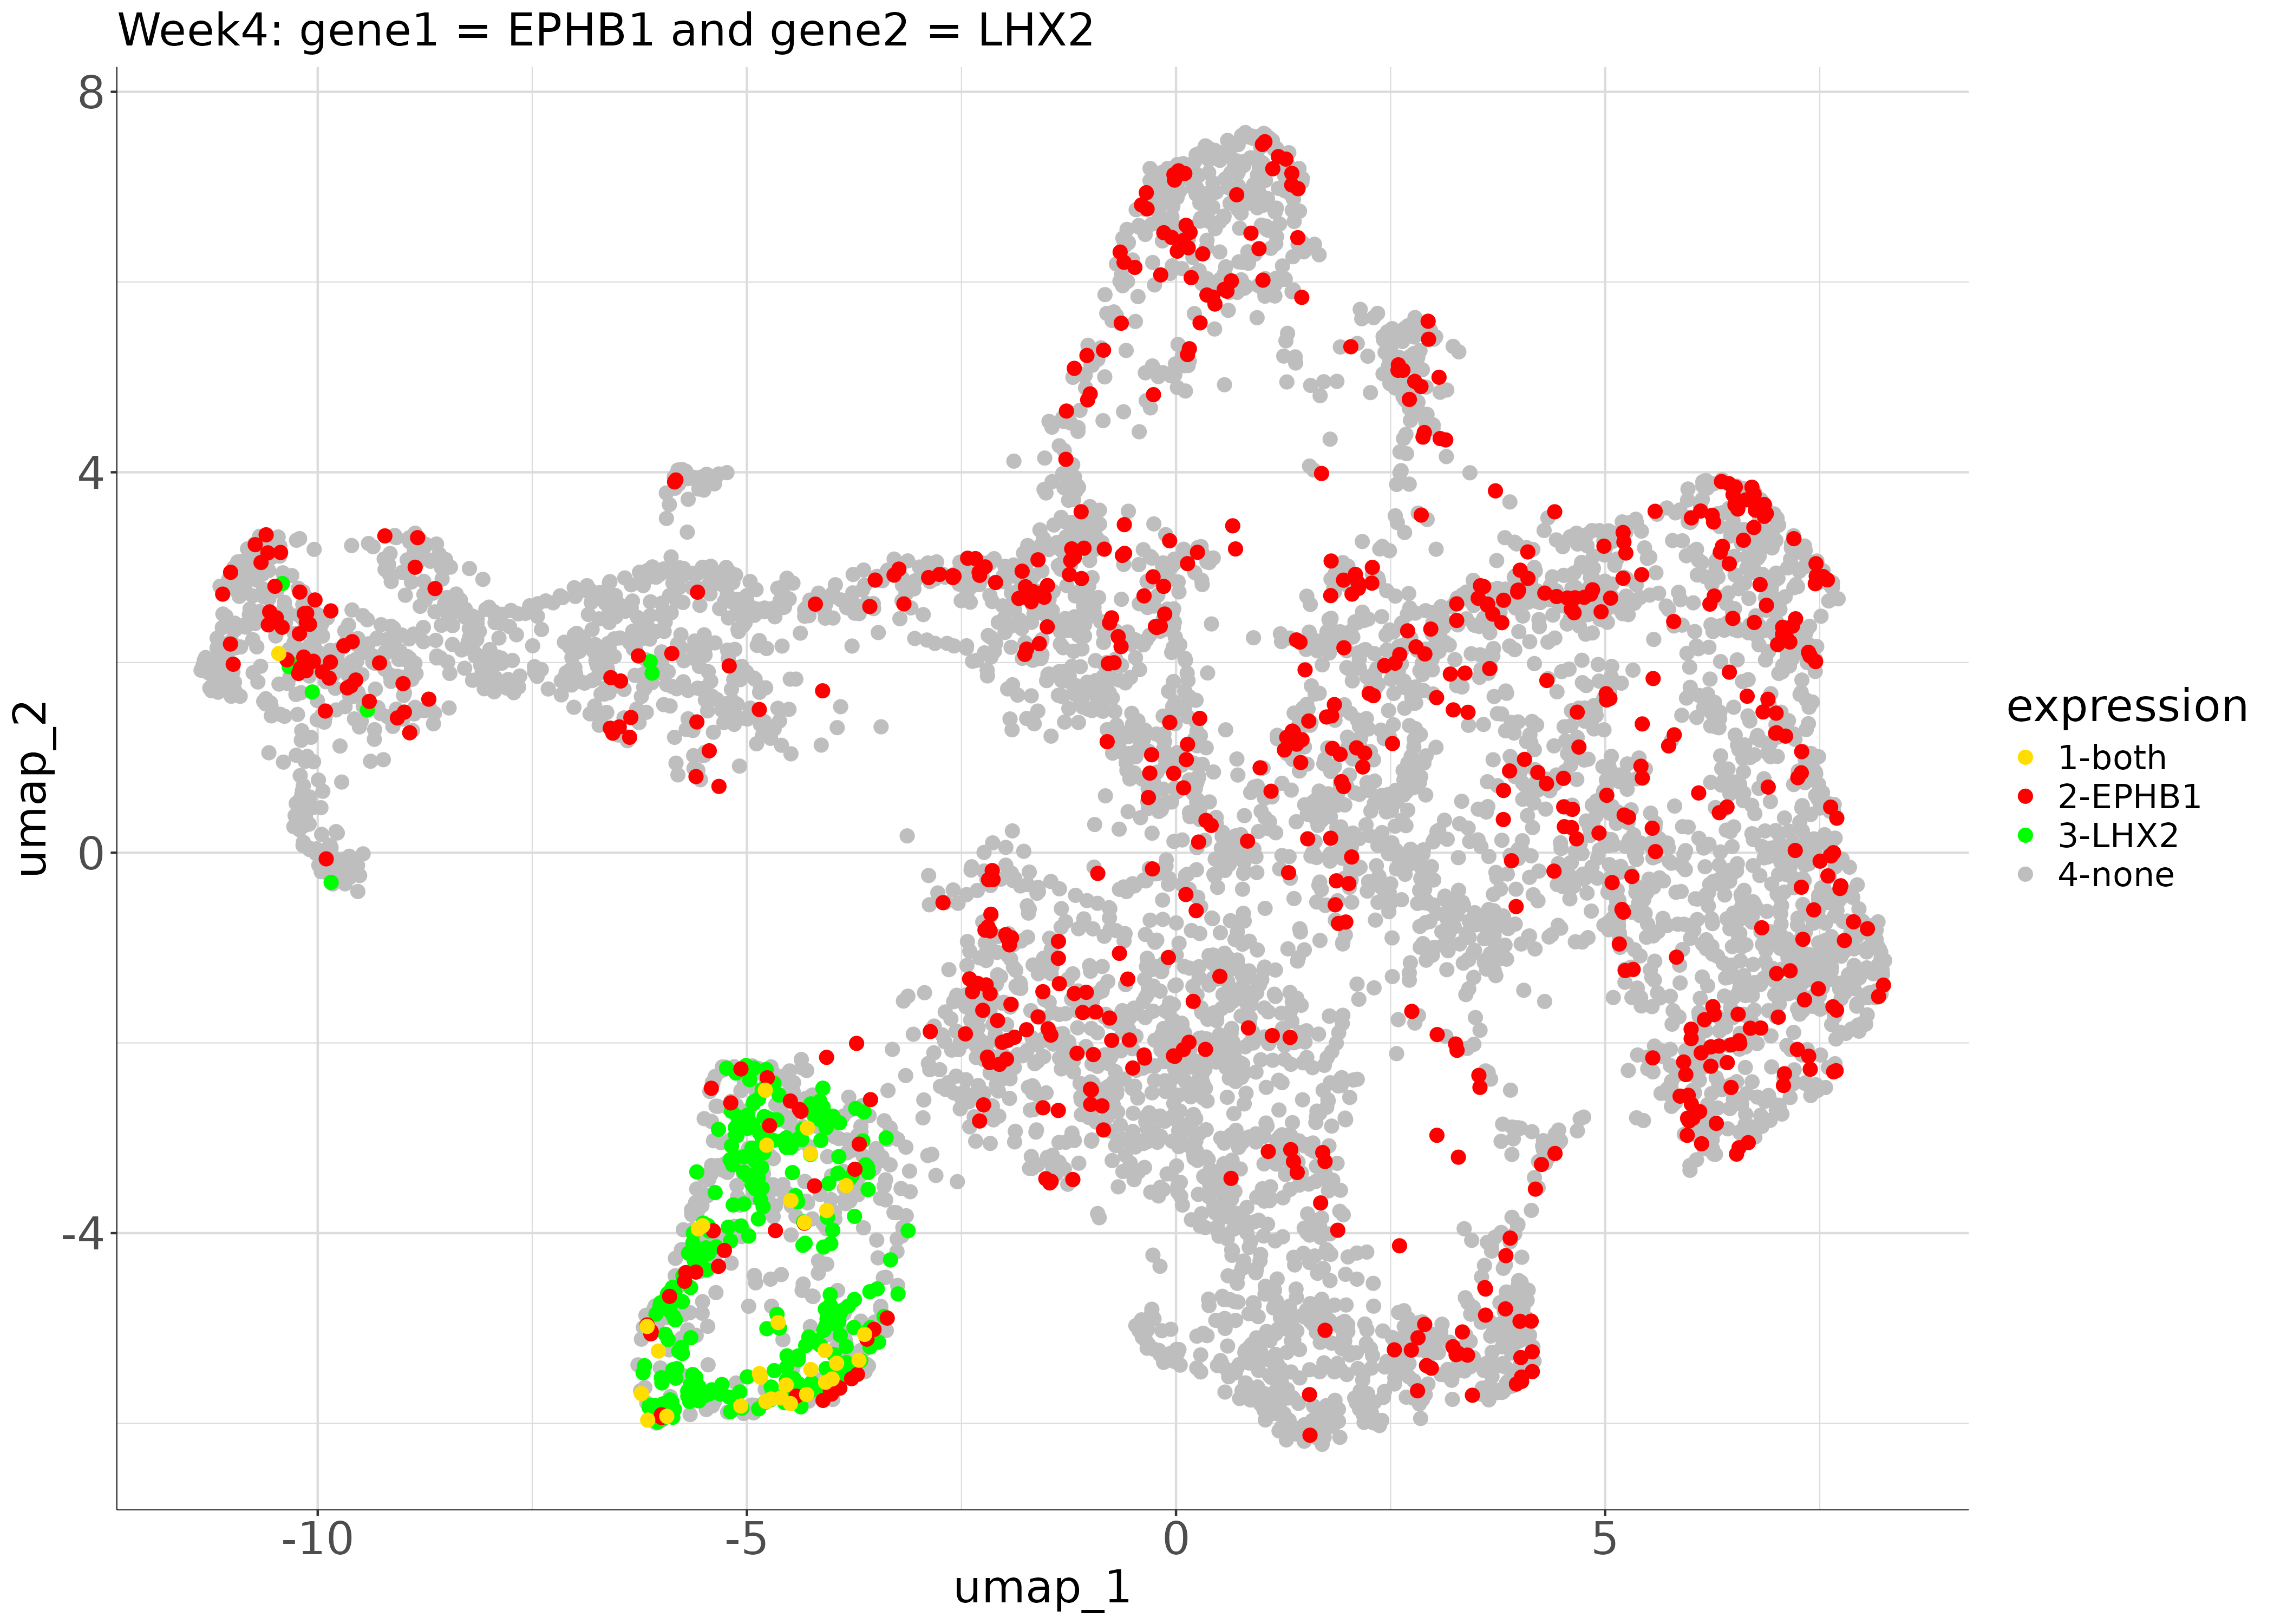 Week4: gene1 = EPHB1 and gene2 = LHX2
8
4
0
-4
umap_2
-10
-5
0
5
umap_1
expression
1-both
2-EPHB1
3-LHX2
4-none